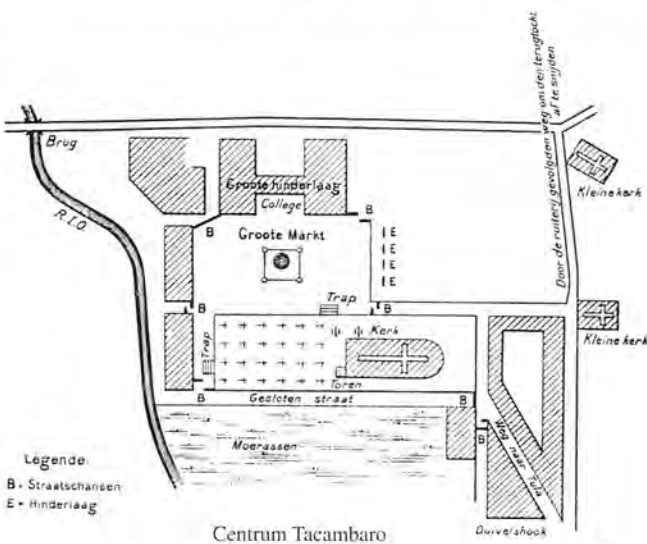 Door de ruiterij gevolgden weg om den terugtocht
af te snijden
Brug
Groote hinderlaag
College
Kleine kerk
R.I.O.
B
B
Groote Markt
E
E
E
E
Trap
B
B
Kerk
Kleine kerk
Trap
Toren
B
Gesloten straat
B
B
Moerassen
Weg naar Tula
Legende
B - Straatschansen
E - Hinderlaag
Duivelshoek
Centrum Tacambaro